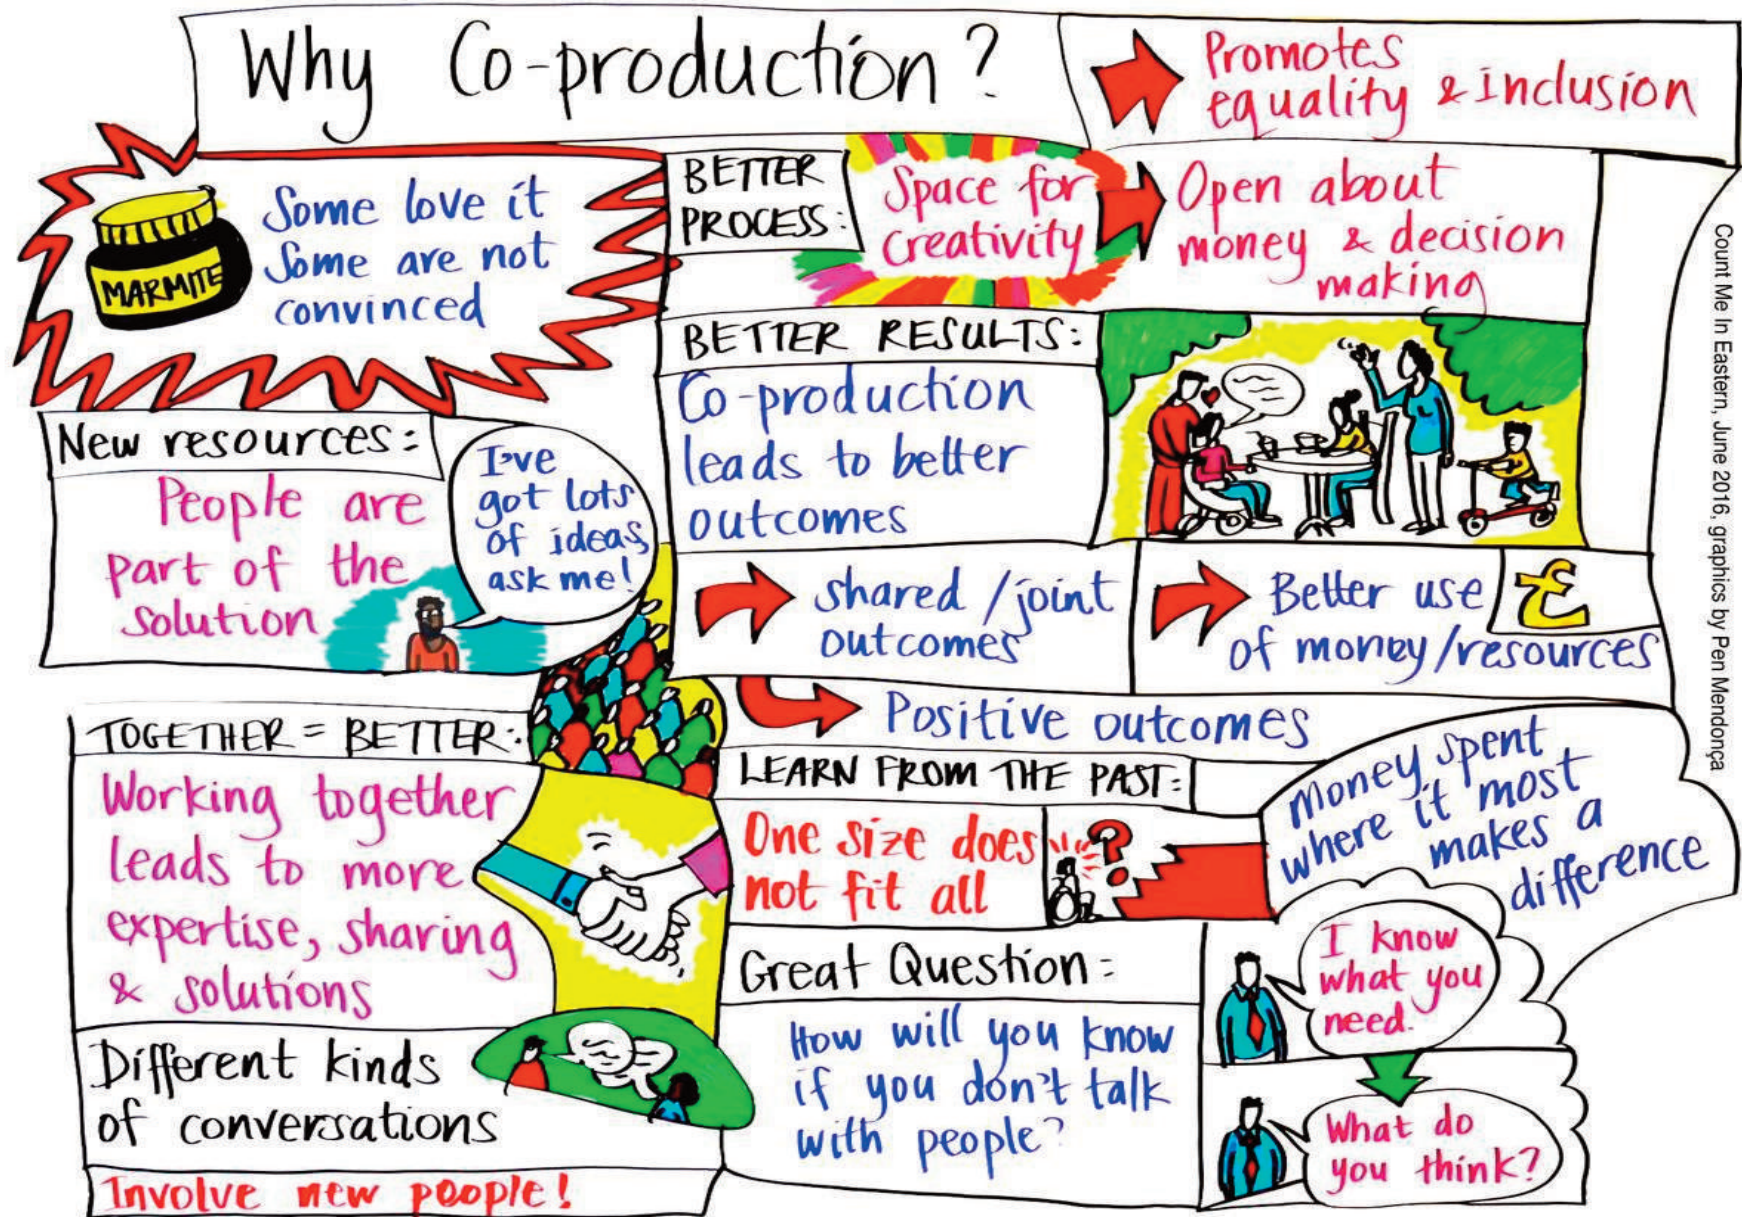 Why Co-production?
Promotes
equality & inclusion
MARMITE
Some love it
Some are not
convinced
BETTER
PROCESS:
Space for
creativity
Open about
money & decision
making
BETTER RESULTS:
Co-production
leads to better
outcomes
New resources:
People are
part of the
solution
I've
got lots
of ideas,
ask me!
shared/joint
outcomes
Better use
of money/resources
£
Positive outcomes
TOGETHER = BETTER:
Working together
leads to more
expertise, sharing
& solutions
Different kinds
of conversations
Involve new people!
LEARN FROM THE PAST:
One size does
not fit all
?
Money spent
where it most
makes a
difference
Great Question:
How will you know
if you don't talk
with people?
I know
what you
need.
What do
you think?
Count Me In Eastern, June 2016, graphics by Pen Mendonça